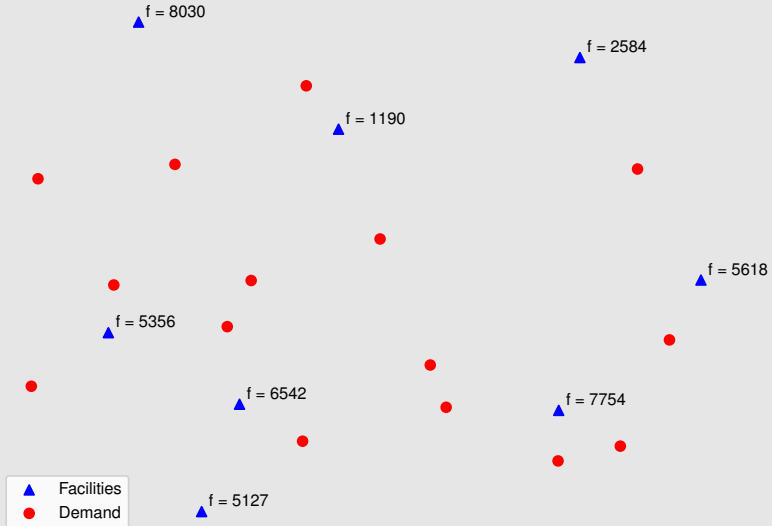 f = 8030
f = 2584
f = 1190
f = 5618
f = 5356
f = 6542
f = 7754
f = 5127
Facilities
Demand